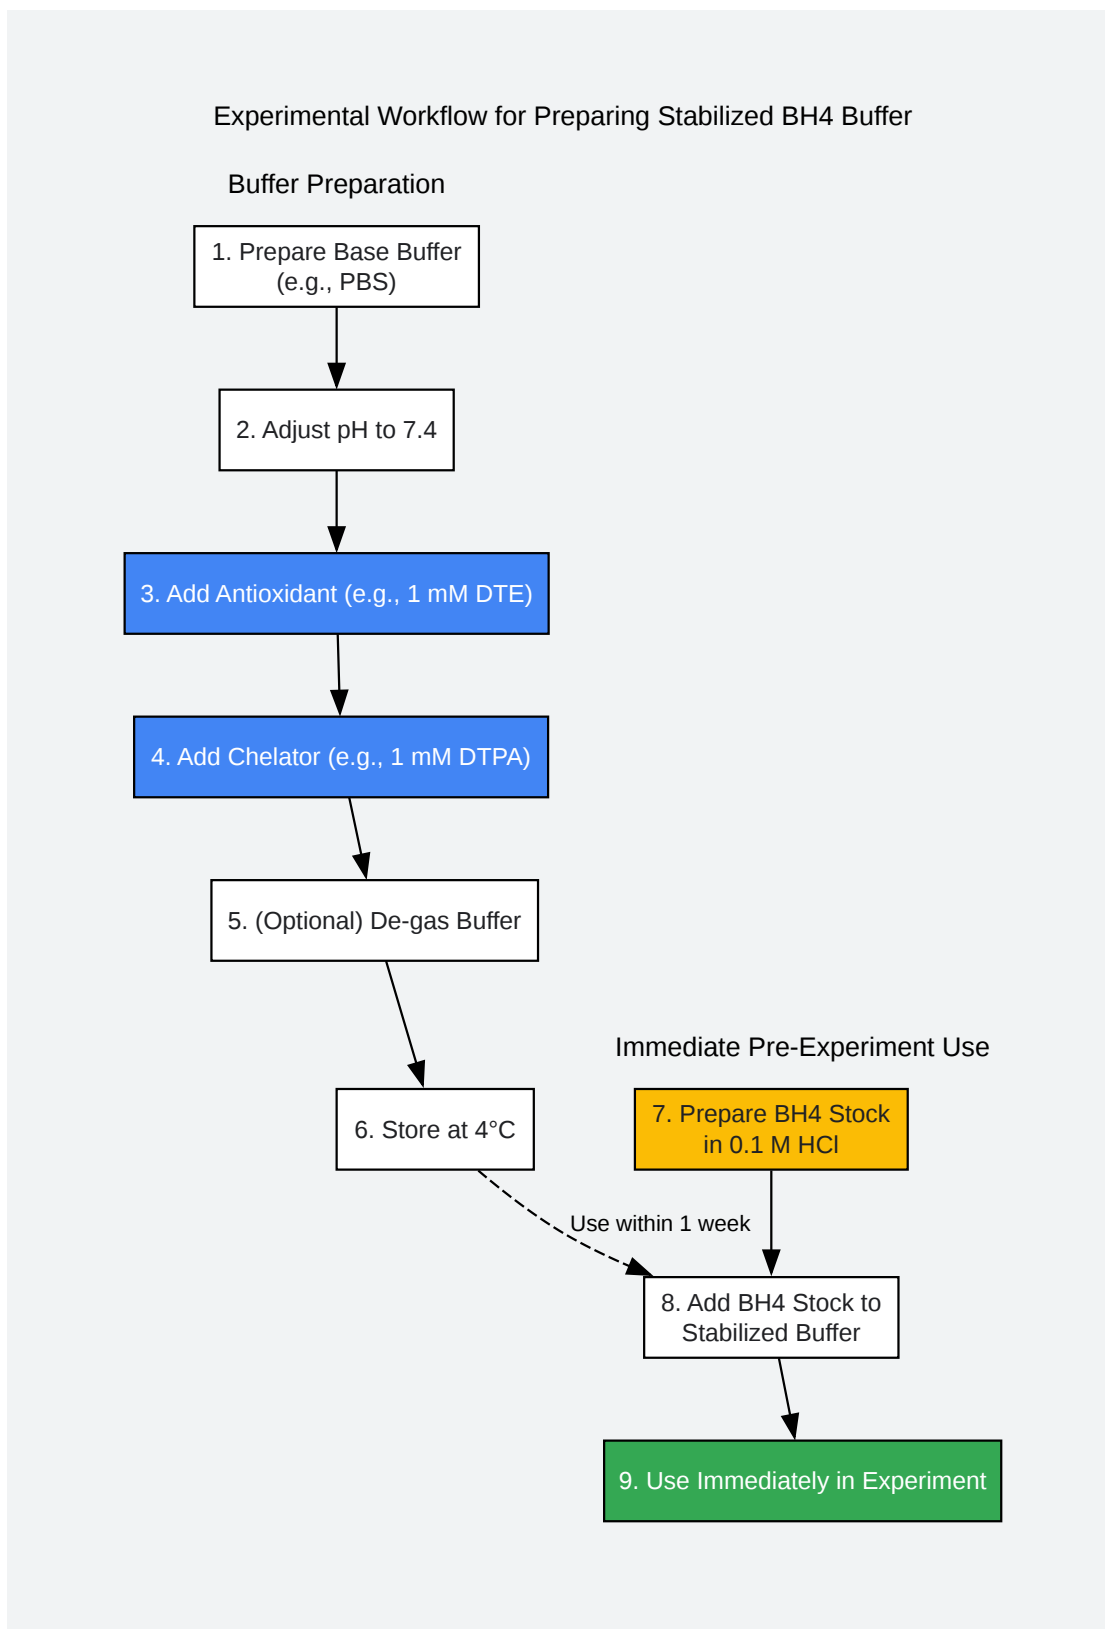 Experimental Workflow for Preparing Stabilized BH4 Buffer
Buffer Preparation
1. Prepare Base Buffer
(e.g., PBS)
2. Adjust pH to 7.4
3. Add Antioxidant (e.g., 1 mM DTE)
4. Add Chelator (e.g., 1 mM DTPA)
5. (Optional) De-gas Buffer
6. Store at 4°C
Immediate Pre-Experiment Use
7. Prepare BH4 Stock
in 0.1 M HCl
Use within 1 week
8. Add BH4 Stock to
Stabilized Buffer
9. Use Immediately in Experiment